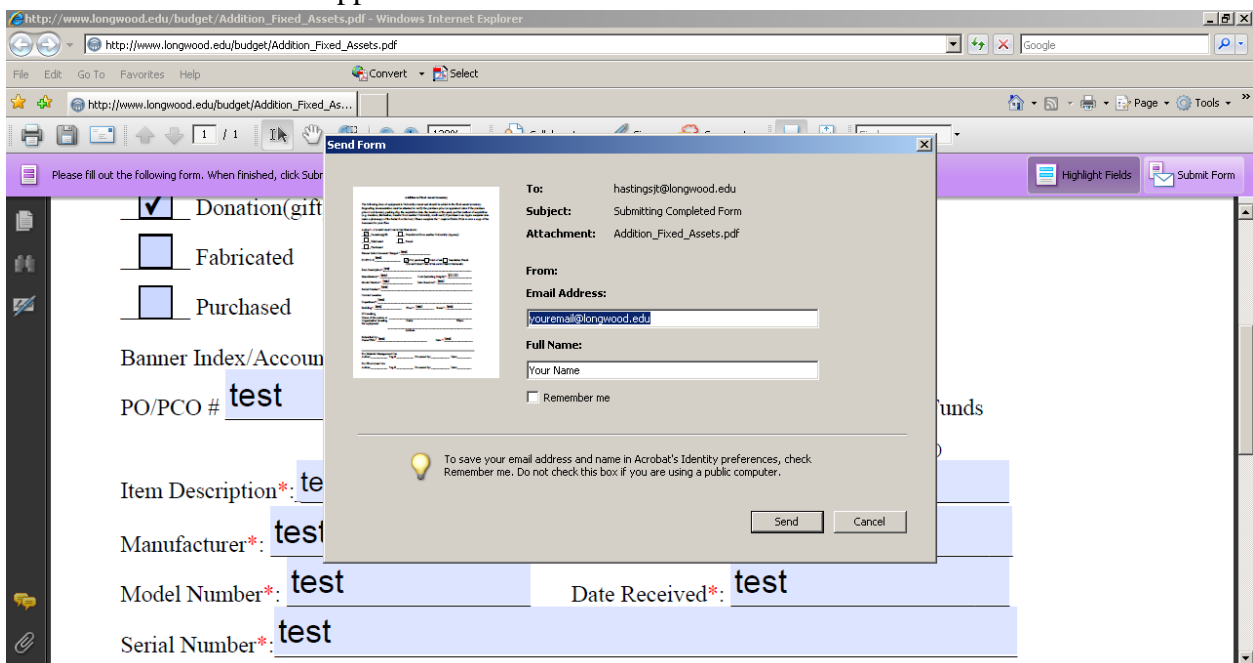 http://www.longwood.edu/budget/Addition_Fixed_Assets.pdf - Windows Internet Explorer
http://www.longwood.edu/budget/Addition_Fixed_Assets.pdf
Google
File Edit Go To Favorites Help
Convert Select
http://www.longwood.edu/budget/Addition_Fixed_As...
Page Tools »
1 / 1
Send Form
Please fill out the following form. When finished, click Subr
Highlight Fields
Submit Form
To: hastingsjt@longwood.edu
Subject: Submitting Completed Form
Attachment: Addition_Fixed_Assets.pdf
From:
Email Address:
youremail@longwood.edu
Full Name:
Your Name
Remember me
To save your email address and name in Acrobat's Identity preferences, check
Remember me. Do not check this box if you are using a public computer.
Send Cancel
Donation(gift
Fabricated
Purchased
Banner Index/Accoun
PO/PCO # test
unds
)
Item Description*: te
Manufacturer*: test
Model Number*: test Date Received*: test
Serial Number*: test